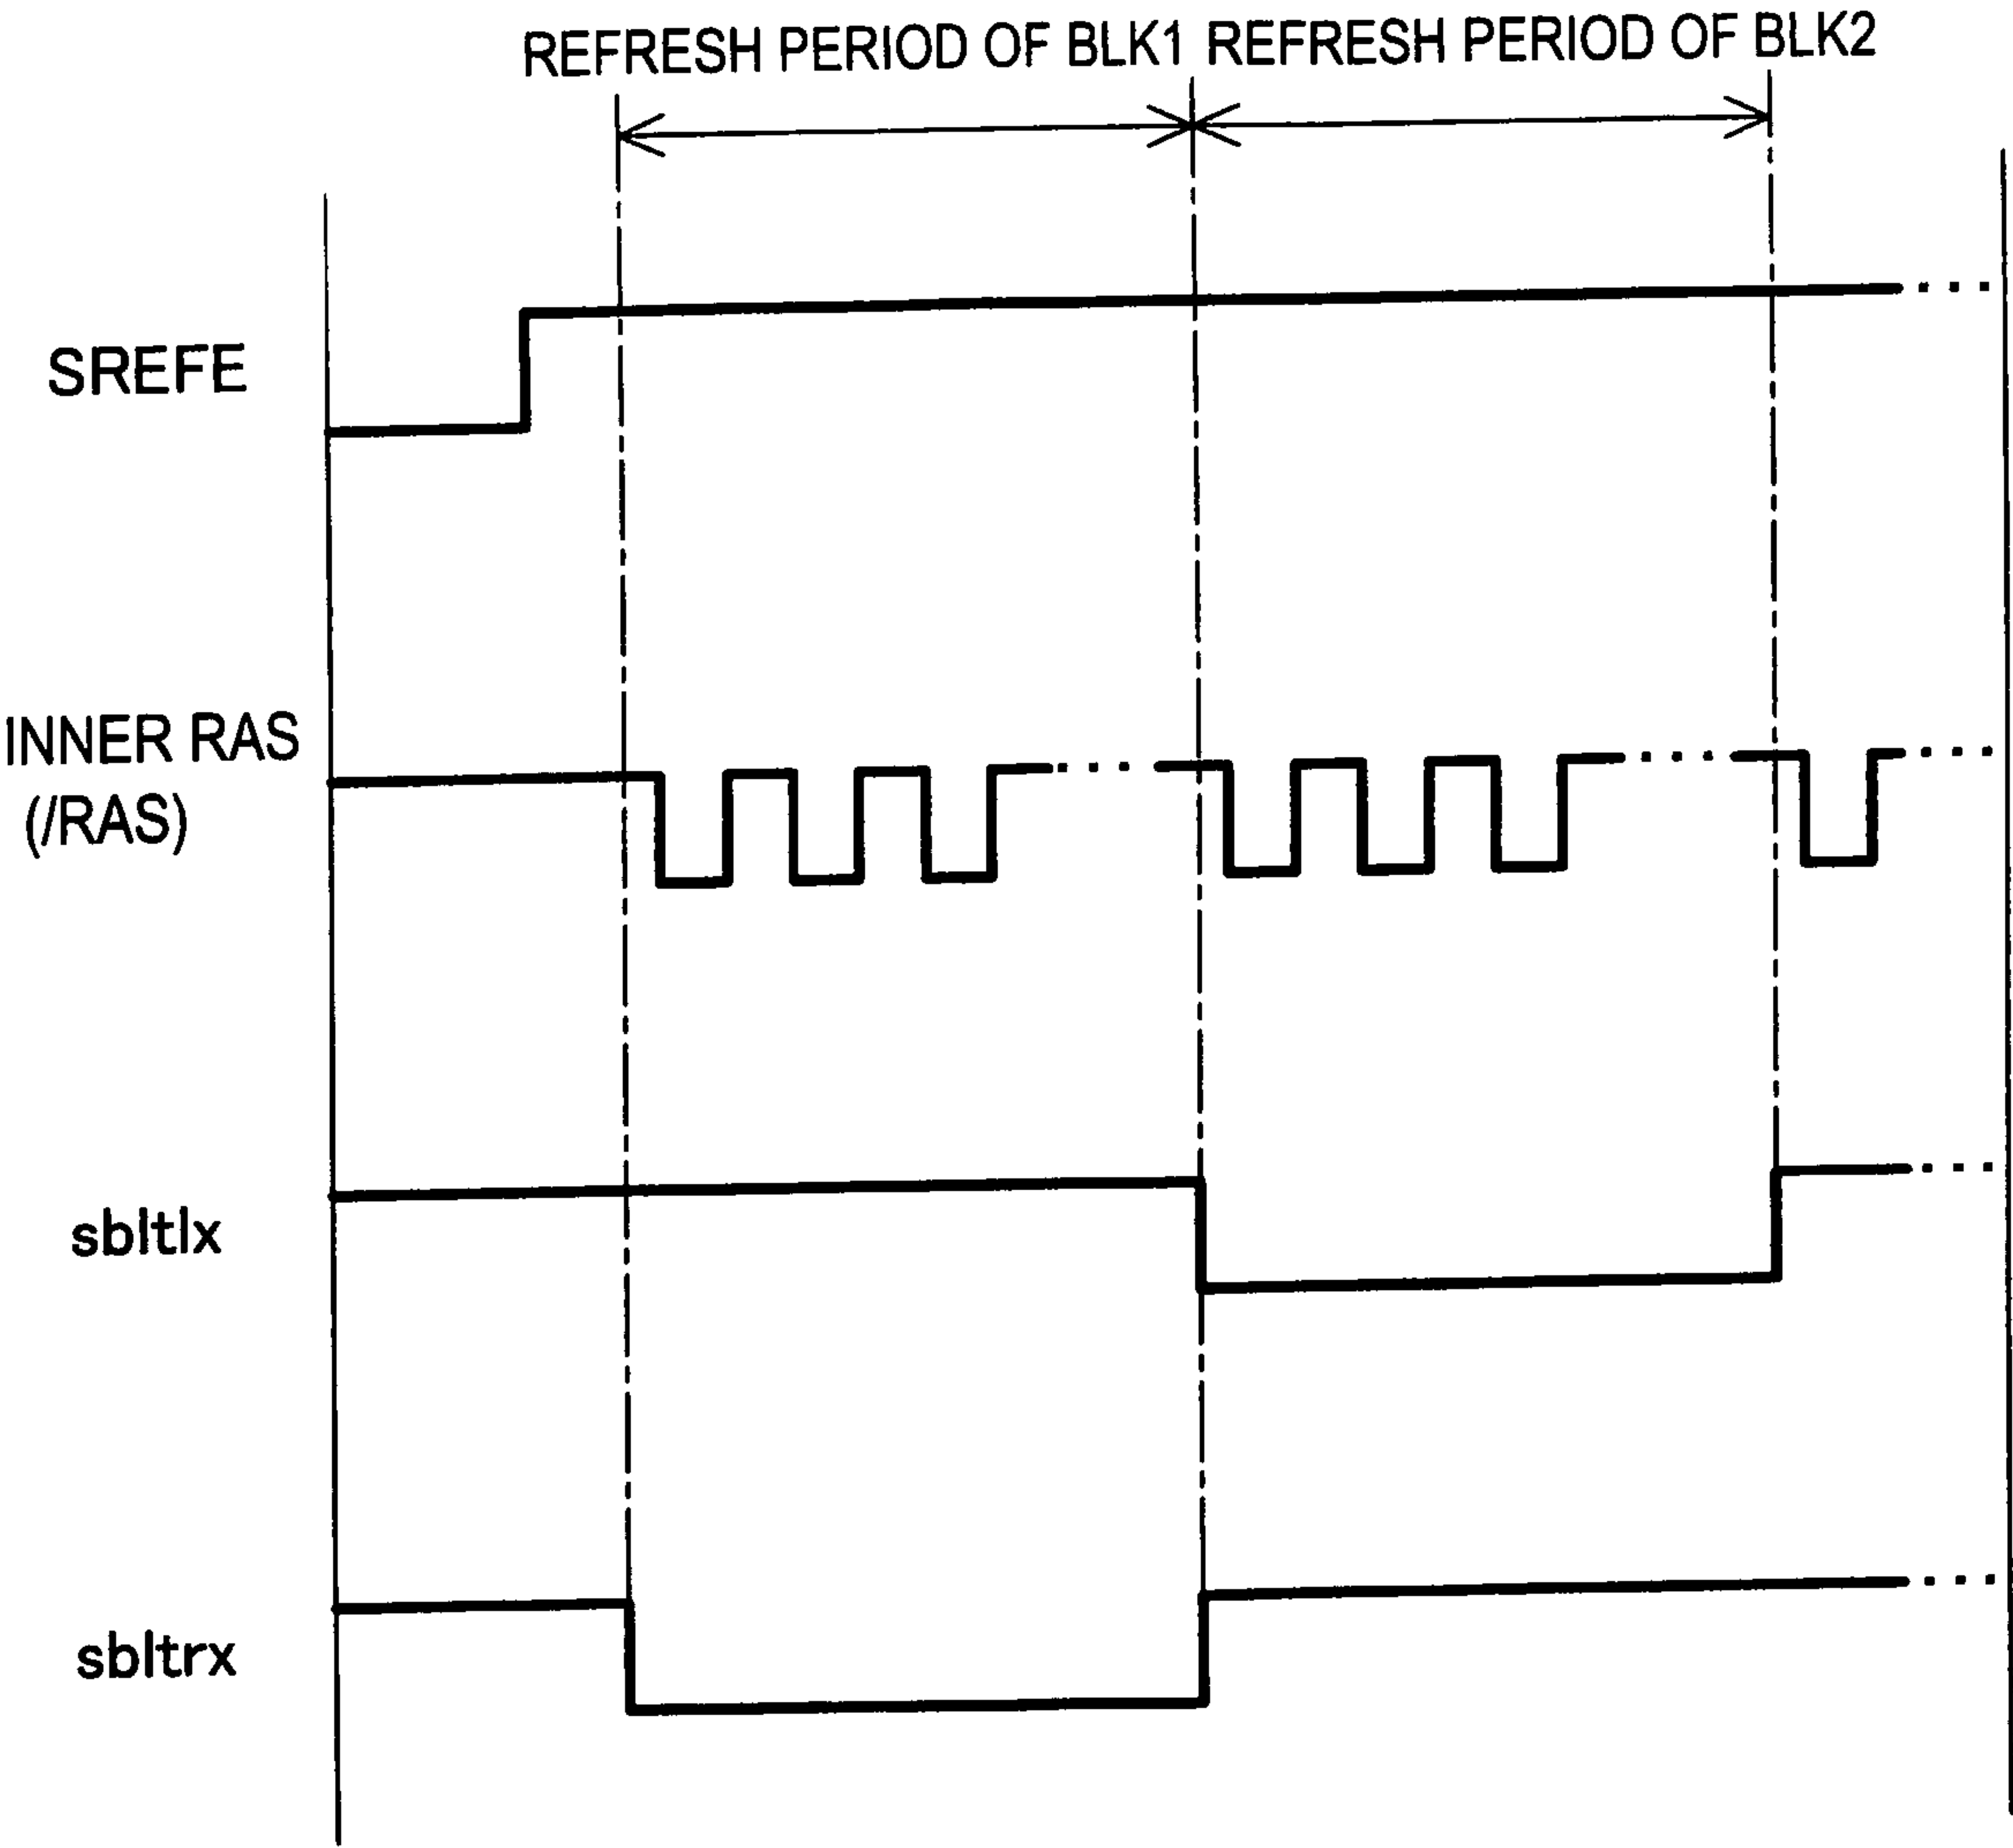 REFRESH PERIOD OF BLK1 REFRESH PERIOD OF BLK2
SREFE
INNER RAS
(/RAS)
sbltlx
sbltrx